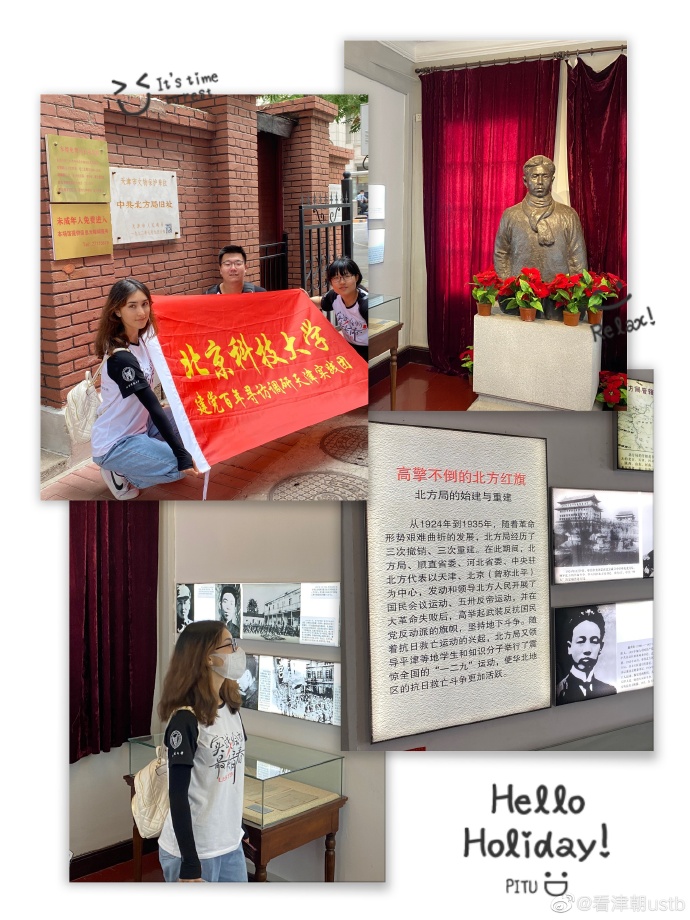 It's time
to rest
天津市文物保护单位
中共北方局旧址
未成年人免费进入
北京科技大学
建党百年寻访调研天津实践团
Relax!
高擎不倒的北方红旗
北方局的始建与重建
从1924年到1935年，随着革命
形势艰难曲折的发展，北方局经历了
三次撤销、三次重建。在此期间，北
方局、顺直省委、河北省委、中央驻
北方代表以天津、北京（曾称北平）
为中心，发动和领导北方人民开展了
国民会议运动、五卅反帝运动，并在
大革命失败后，高举起武装反抗国民
党反动派的旗帜，坚持地下斗争。随
着抗日救亡运动的兴起，北方局又领
导平津等地学生和知识分子举行了震
惊全国的“一二九”运动，使华北地
区的抗日救亡斗争更加活跃。
Hello
Holiday!
PITU
@看津朝ustb